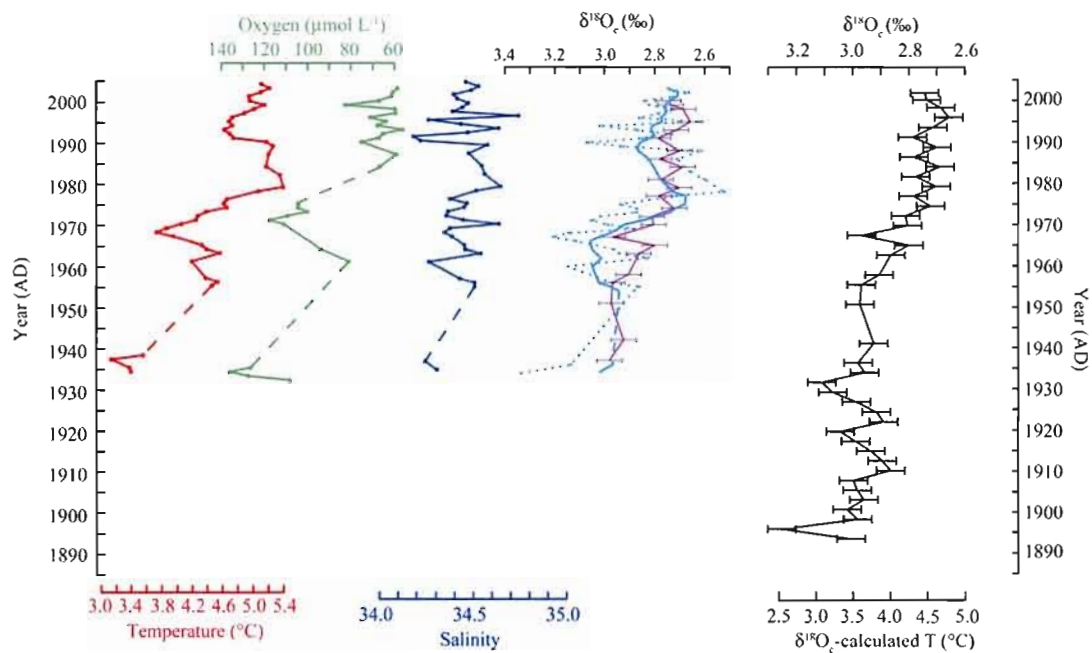 Oxygen (µmol L⁻¹)
140 120 100 80 60
δ¹⁸Oc (‰)
3.4 3.2 3.0 2.8 2.6
δ¹⁸Oc (‰)
3.2 3.0 2.8 2.6
Year (AD)
2000
1990
1980
1970
1960
1950
1940
1930
1920
1910
1900
1890
2000
1990
1980
1970
1960
1950
1940
1930
1920
1910
1900
1890
Year (AD)
3.0 3.4 3.8 4.2 4.6 5.0 5.4
Temperature (°C)
34.0 34.5 35.0
Salinity
2.5 3.0 3.5 4.0 4.5 5.0
δ¹⁸Oc-calculated T (°C)